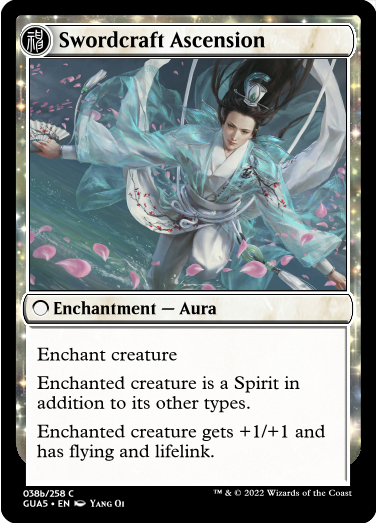 Swordcraft Ascension
Enchantment — Aura
Enchant creature
Enchanted creature is a Spirit in
addition to its other types.
Enchanted creature gets +1/+1 and
has flying and lifelink.
038b/258 C
™ & © 2022 Wizards of the Coast
GUA5 • EN Yang Qi